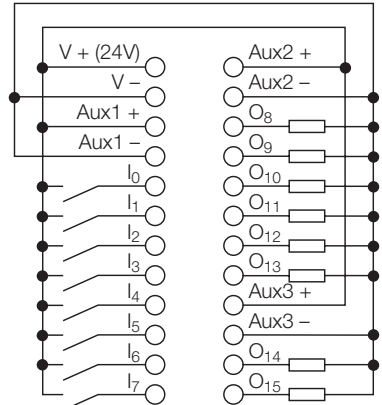 V + (24V) Aux2 +
V – Aux2 –
Aux1 + O8
Aux1 – O9
I0 O10
I1 O11
I2 O12
I3 O13
I4 Aux3 +
I5 Aux3 –
I6 O14
I7 O15